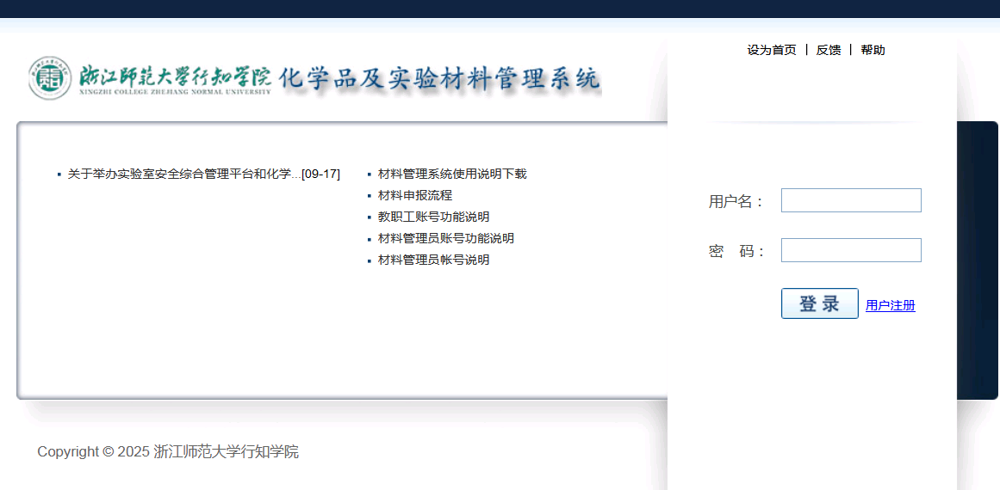 设为首页 | 反馈 | 帮助
浙江师范大学行知学院 化学品及实验材料管理系统
XINGZHI COLLEGE ZHEJIANG NORMAL UNIVERSITY
关于举办实验室安全综合管理平台和化学...[09-17]
材料管理系统使用说明下载
材料申报流程
教职工账号功能说明
材料管理员账号功能说明
材料管理员帐号说明
用户名：
密 码：
登 录 用户注册
Copyright © 2025 浙江师范大学行知学院